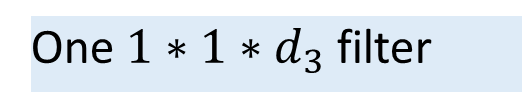 One 1 ∗ 1 ∗ d₃ filter